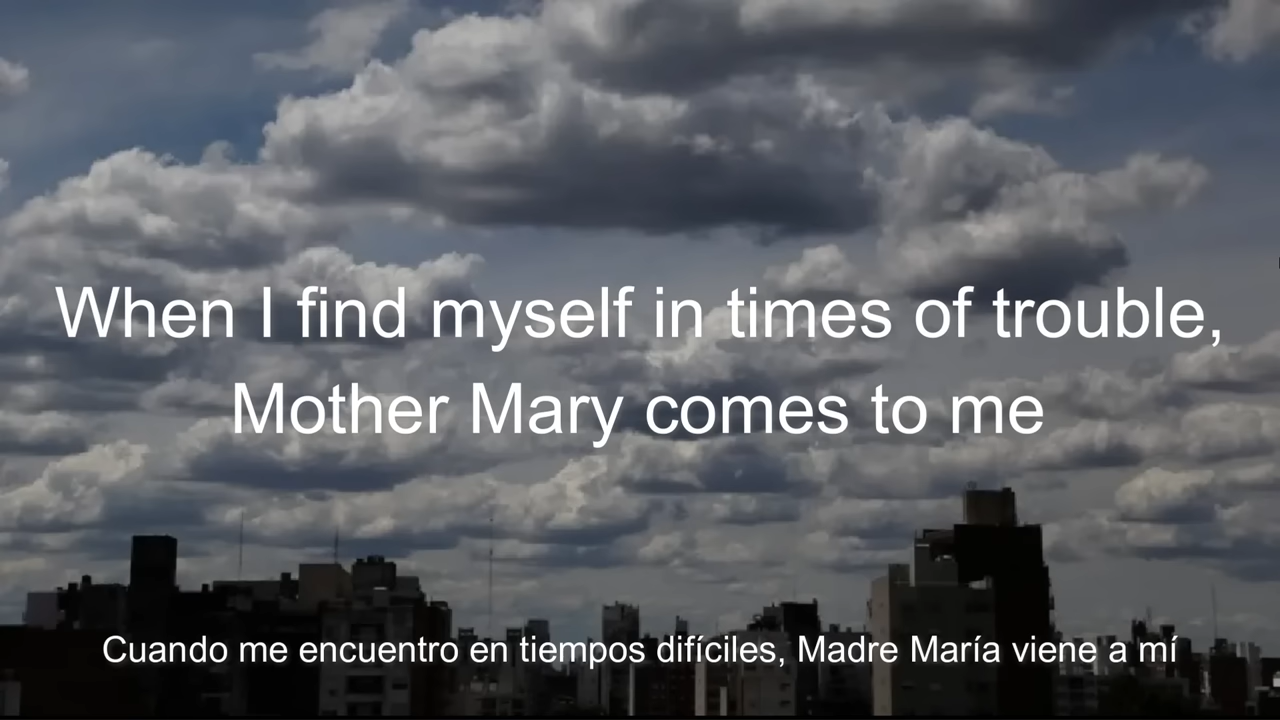 When I find myself in times of trouble,
Mother Mary comes to me
Cuando me encuentro en tiempos difíciles, Madre María viene a mí